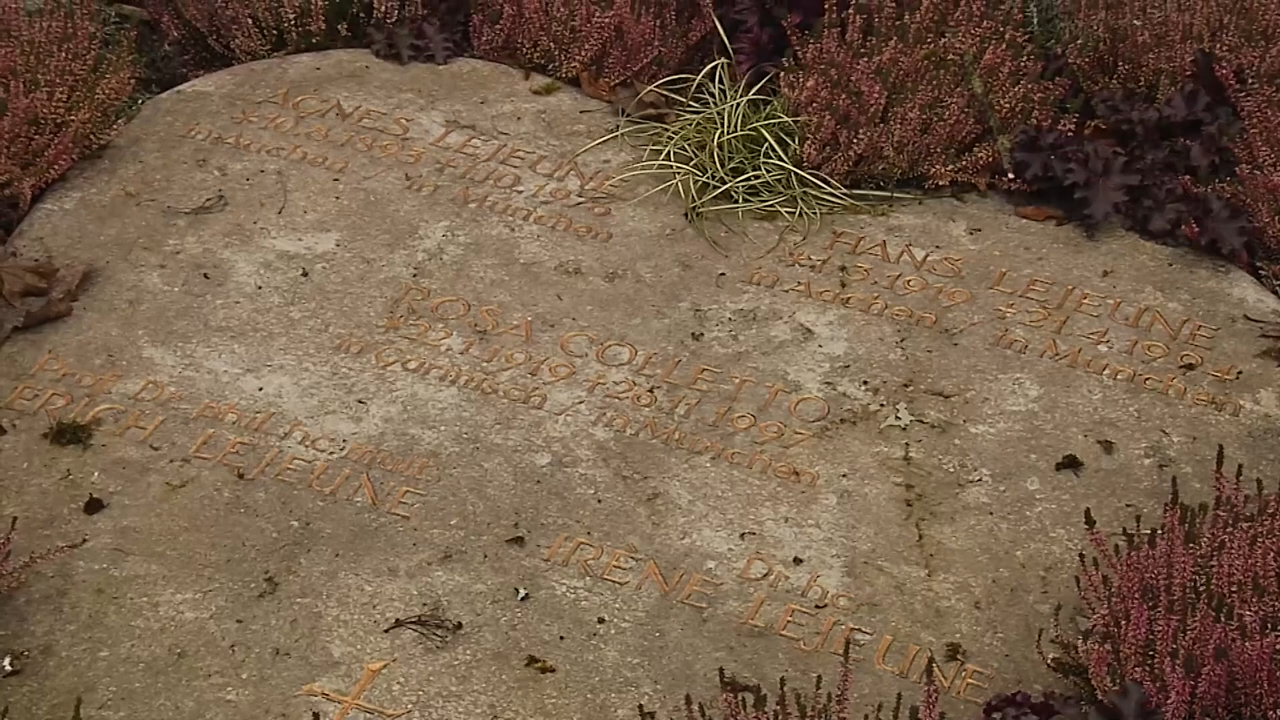 AGNES LEJEUNE
*10.8.1893 +11.10.1976
in Aachen / in München
HANS LEJEUNE
*1.3.1919 +21.4.1994
in Aachen / in München
ROSA COLLETTO
*22.1.1919 +26.11.1997
in Garmisch / in München
Prof. Dr. phil. hc.
ERICH LEJEUNE
Dr. hc
IRENE LEJEUNE